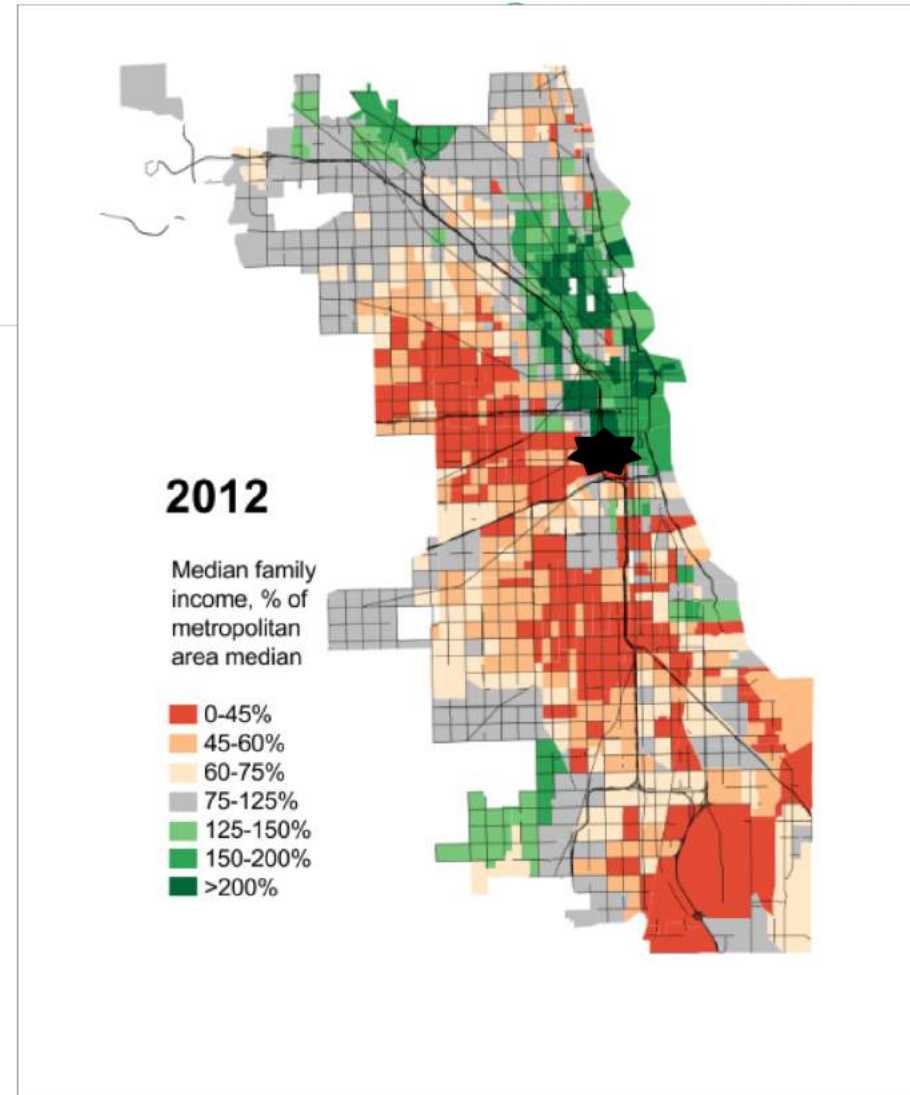 2012
Median family
income, % of
metropolitan
area median
0-45%
45-60%
60-75%
75-125%
125-150%
150-200%
>200%